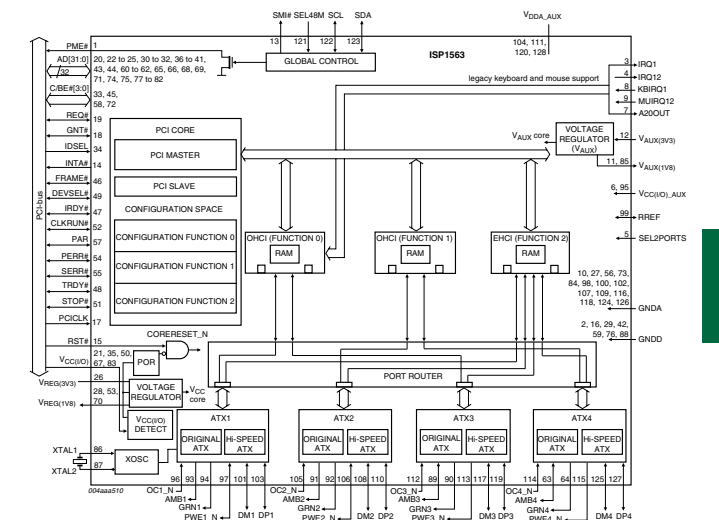 SMI# SEL48M SCL SDA
VDDA_AUX
13 121 122 123
104, 111,
120, 128
ISP1563
GLOBAL CONTROL
PME# 1
AD[31:0] 32 20, 22 to 25, 30 to 32, 36 to 41,
43, 44, 60 to 62, 65, 66, 68, 69,
71, 74, 75, 77 to 82
C/BE#[3:0] 33, 45,
58, 72
REQ# 19
GNT# 18
IDSEL 34
INTA# 14
FRAME# 46
DEVSEL# 49
IRDY# 47
CLKRUN# 52
PAR 57
PERR# 54
SERR# 55
TRDY# 48
STOP# 51
PCICLK 17
RST# 15
VCC(I/O) 21, 35, 50,
67, 83
PCI-bus
PCI CORE
PCI MASTER
PCI SLAVE
CONFIGURATION SPACE
CONFIGURATION FUNCTION 0
CONFIGURATION FUNCTION 1
CONFIGURATION FUNCTION 2
legacy keyboard and mouse support
3 IRQ1
4 IRQ12
8 KBIRQ1
9 MUIRQ12
7 A20OUT
VAUX core
VOLTAGE
REGULATOR
(VAUX)
12 VAUX(3V3)
11, 85 VAUX(1V8)
6, 95 VCC(I/O)_AUX
99 RREF
5 SEL2PORTS
OHCI (FUNCTION 0)
RAM
OHCI (FUNCTION 1)
RAM
EHCI (FUNCTION 2)
RAM
10, 27, 56, 73,
84, 98, 100, 102,
107, 109, 116,
118, 124, 126
GNDA
2, 16, 29, 42,
59, 76, 88
GNDD
CORERESET_N
POR
PORT ROUTER
VREG(3V3) 26
VREG(1V8) 28, 53,
70
VOLTAGE
REGULATOR
VCC
core
VCC(I/O)
DETECT
XTAL1 86
XTAL2 87
XOSC
004aaa510
ATX1
ORIGINAL
ATX
Hi-SPEED
ATX
96 93 94 97 101 103
OC1_N
AMB1
GRN1
PWE1_N
DM1 DP1
ATX2
ORIGINAL
ATX
Hi-SPEED
ATX
105 91 92 106 108 110
OC2_N
AMB2
GRN2
PWE2_N
DM2 DP2
ATX3
ORIGINAL
ATX
Hi-SPEED
ATX
112 89 90 113 117 119
OC3_N
AMB3
GRN3
PWE3_N
DM3 DP3
ATX4
ORIGINAL
ATX
Hi-SPEED
ATX
114 63 64 115 125 127
OC4_N
AMB4
GRN4
PWE4_N
DM4 DP4